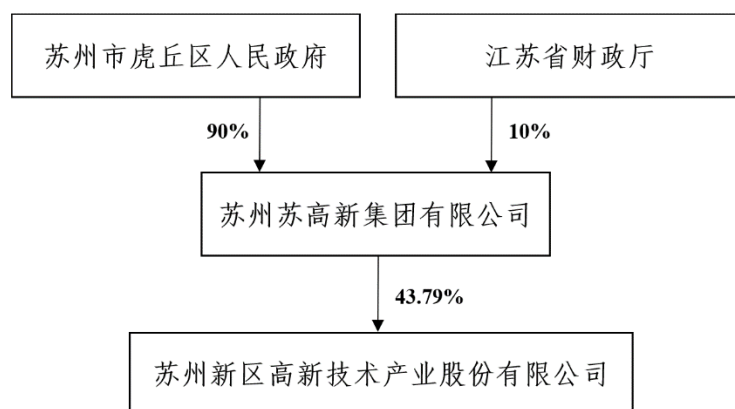 苏州市虎丘区人民政府
江苏省财政厅
90%
10%
苏州苏高新集团有限公司
43.79%
苏州新区高新技术产业股份有限公司